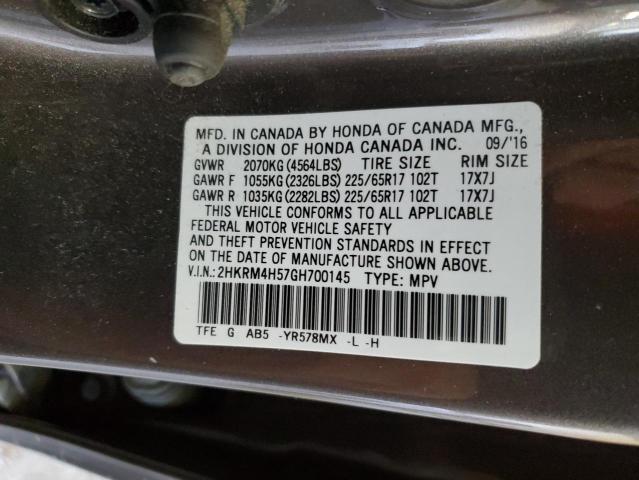 MFD. IN CANADA BY HONDA OF CANADA MFG.,
A DIVISION OF HONDA CANADA INC. 09/'16
GVWR 2070KG(4564LBS) TIRE SIZE RIM SIZE
GAWR F 1055KG(2326LBS) 225/65R17 102T 17X7J
GAWR R 1035KG(2282LBS) 225/65R17 102T 17X7J
THIS VEHICLE CONFORMS TO ALL APPLICABLE
FEDERAL MOTOR VEHICLE SAFETY
AND THEFT PREVENTION STANDARDS IN EFFECT
ON THE DATE OF MANUFACTURE SHOWN ABOVE.
V.I.N.: 2HKRM4H57GH700145 TYPE: MPV
TFE G AB5 -YR578MX -L -H